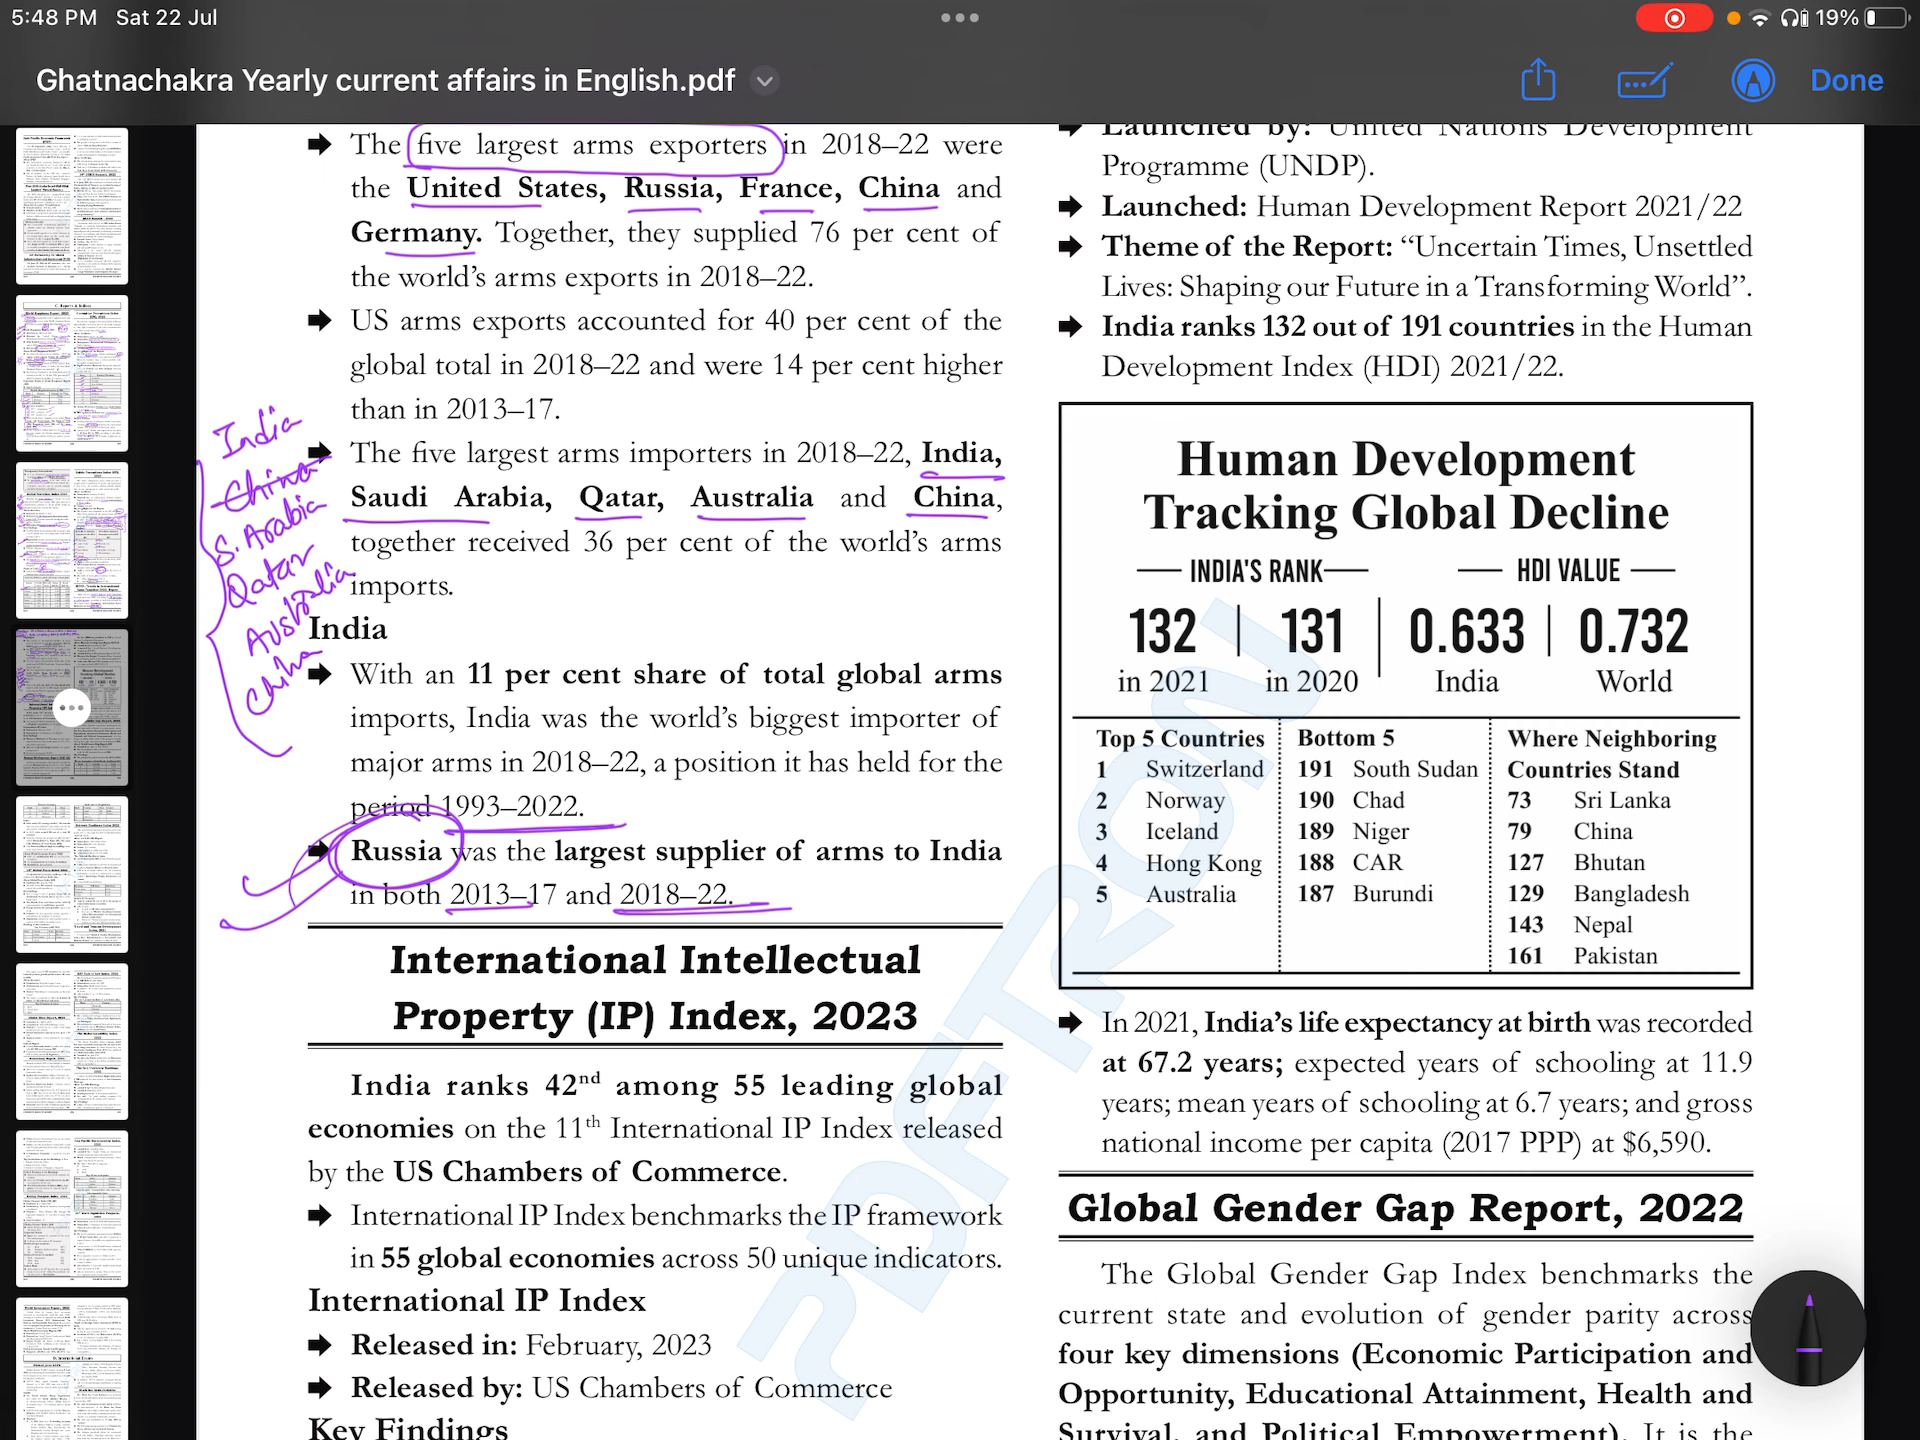 5:48 PM Sat 22 Jul
19%
Ghatnachakra Yearly current affairs in English.pdf
Done
The five largest arms exporters in 2018–22 were
the United States, Russia, France, China and
Germany. Together, they supplied 76 per cent of
the world's arms exports in 2018–22.
US arms exports accounted for 40 per cent of the
global total in 2018–22 and were 14 per cent higher
than in 2013–17.
The five largest arms importers in 2018–22, India,
Saudi Arabia, Qatar, Australia and China,
together received 36 per cent of the world's arms
imports.
India
China
S. Arabia
Qatar
Australia
China
India
With an 11 per cent share of total global arms
imports, India was the world's biggest importer of
major arms in 2018–22, a position it has held for the
period 1993–2022.
Russia was the largest supplier of arms to India
in both 2013–17 and 2018–22.
International Intellectual
Property (IP) Index, 2023
India ranks 42nd among 55 leading global
economies on the 11th International IP Index released
by the US Chambers of Commerce.
International IP Index benchmarks the IP framework
in 55 global economies across 50 unique indicators.
International IP Index
Released in: February, 2023
Released by: US Chambers of Commerce
Key Findings
Launched by: United Nations Development
Programme (UNDP).
Launched: Human Development Report 2021/22
Theme of the Report: “Uncertain Times, Unsettled
Lives: Shaping our Future in a Transforming World”.
India ranks 132 out of 191 countries in the Human
Development Index (HDI) 2021/22.
Human Development
Tracking Global Decline
INDIA'S RANK HDI VALUE
132 131 0.633 0.732
in 2021 in 2020 India World
Top 5 Countries
1 Switzerland
2 Norway
3 Iceland
4 Hong Kong
5 Australia
Bottom 5
191 South Sudan
190 Chad
189 Niger
188 CAR
187 Burundi
Where Neighboring
Countries Stand
73 Sri Lanka
79 China
127 Bhutan
129 Bangladesh
143 Nepal
161 Pakistan
In 2021, India's life expectancy at birth was recorded
at 67.2 years; expected years of schooling at 11.9
years; mean years of schooling at 6.7 years; and gross
national income per capita (2017 PPP) at $6,590.
Global Gender Gap Report, 2022
The Global Gender Gap Index benchmarks the
current state and evolution of gender parity across
four key dimensions (Economic Participation and
Opportunity, Educational Attainment, Health and
Survival, and Political Empowerment). It is the
PDFTRON